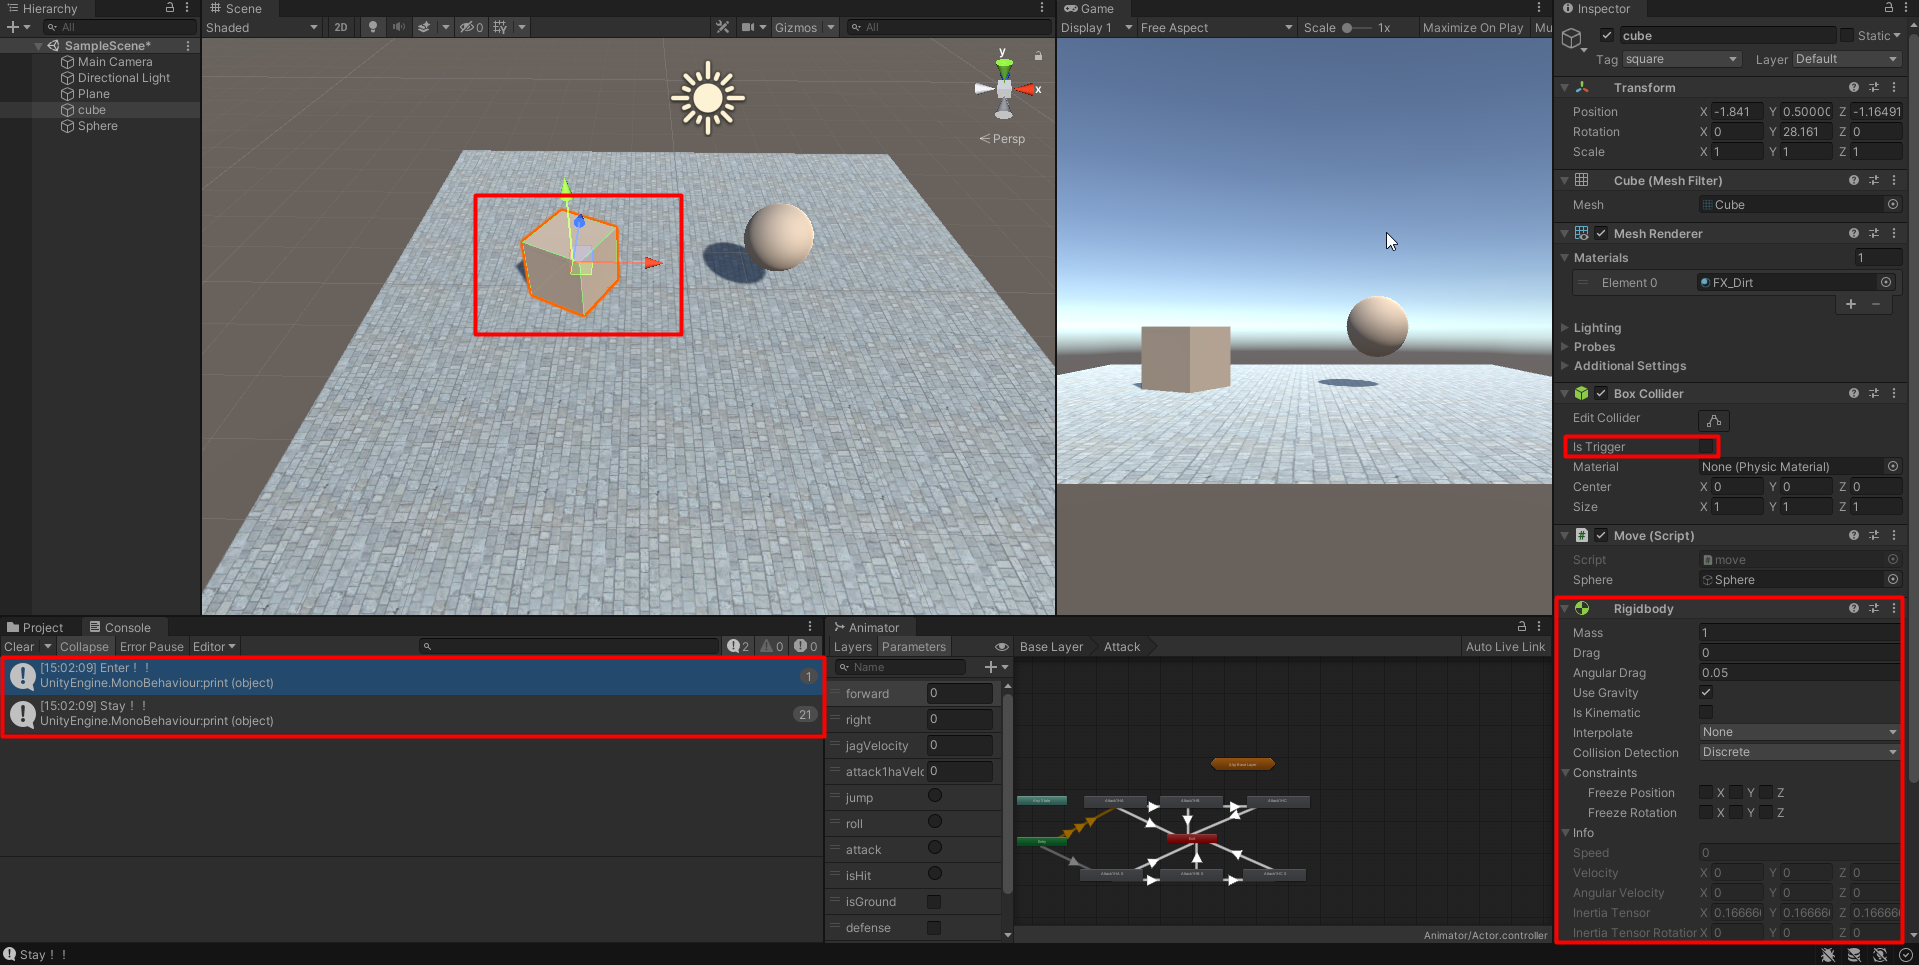 Hierarchy
All
SampleScene*
Main Camera
Directional Light
Plane
cube
Sphere
Scene
Shaded
2D
0
Gizmos
All
y
x
Persp
Game
Display 1
Free Aspect
Scale
1x
Maximize On Play
Mu
Inspector
cube
Static
Tag square
Layer Default
Transform
Position X -1.841 Y 0.50000 Z -1.16491
Rotation X 0 Y 28.161 Z 0
Scale X 1 Y 1 Z 1
Cube (Mesh Filter)
Mesh Cube
Mesh Renderer
Materials 1
Element 0 FX_Dirt
Lighting
Probes
Additional Settings
Box Collider
Edit Collider
Is Trigger
Material None (Physic Material)
Center X 0 Y 0 Z 0
Size X 1 Y 1 Z 1
Move (Script)
Script move
Sphere Sphere
Rigidbody
Mass 1
Drag 0
Angular Drag 0.05
Use Gravity
Is Kinematic
Interpolate None
Collision Detection Discrete
Constraints
Freeze Position X Y Z
Freeze Rotation X Y Z
Info
Speed 0
Velocity X 0 Y 0 Z 0
Angular Velocity X 0 Y 0 Z 0
Inertia Tensor X 0.16666 Y 0.16666 Z 0.16666
Inertia Tensor Rotation X 0 Y 0 Z 0
Project
Console
Clear
Collapse
Error Pause
Editor
2
0
0
[15:02:09] Enter！！
UnityEngine.MonoBehaviour:print (object)
1
[15:02:09] Stay！！
UnityEngine.MonoBehaviour:print (object)
21
Animator
Layers
Parameters
Base Layer
Attack
Auto Live Link
Name
forward 0
right 0
jagVelocity 0
attack1haVelc 0
jump
roll
attack
isHit
isGround
defense
Animator/Actor.controller
Stay！！